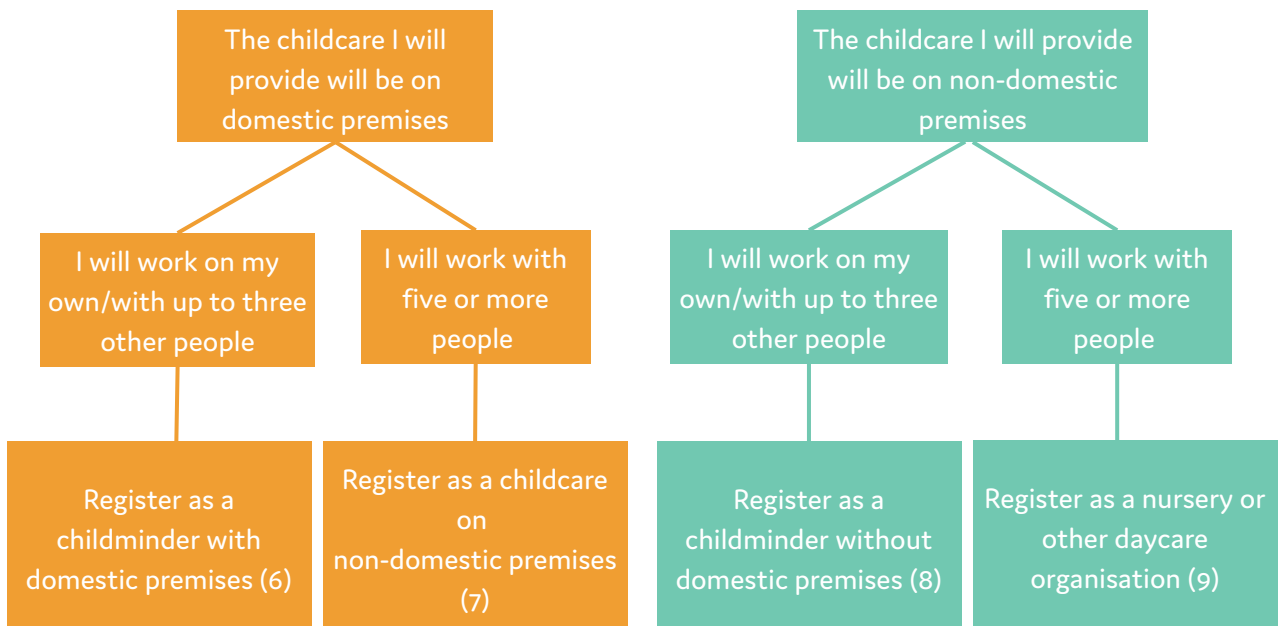 The childcare I will
provide will be on
domestic premises
The childcare I will provide
will be on non-domestic
premises
I will work on my
own/with up to three
other people
I will work with
five or more
people
I will work on my
own/with up to three
other people
I will work with
five or more
people
Register as a
childminder with
domestic premises (6)
Register as a childcare
on
non-domestic premises
(7)
Register as a
childminder without
domestic premises (8)
Register as a nursery or
other daycare
organisation (9)